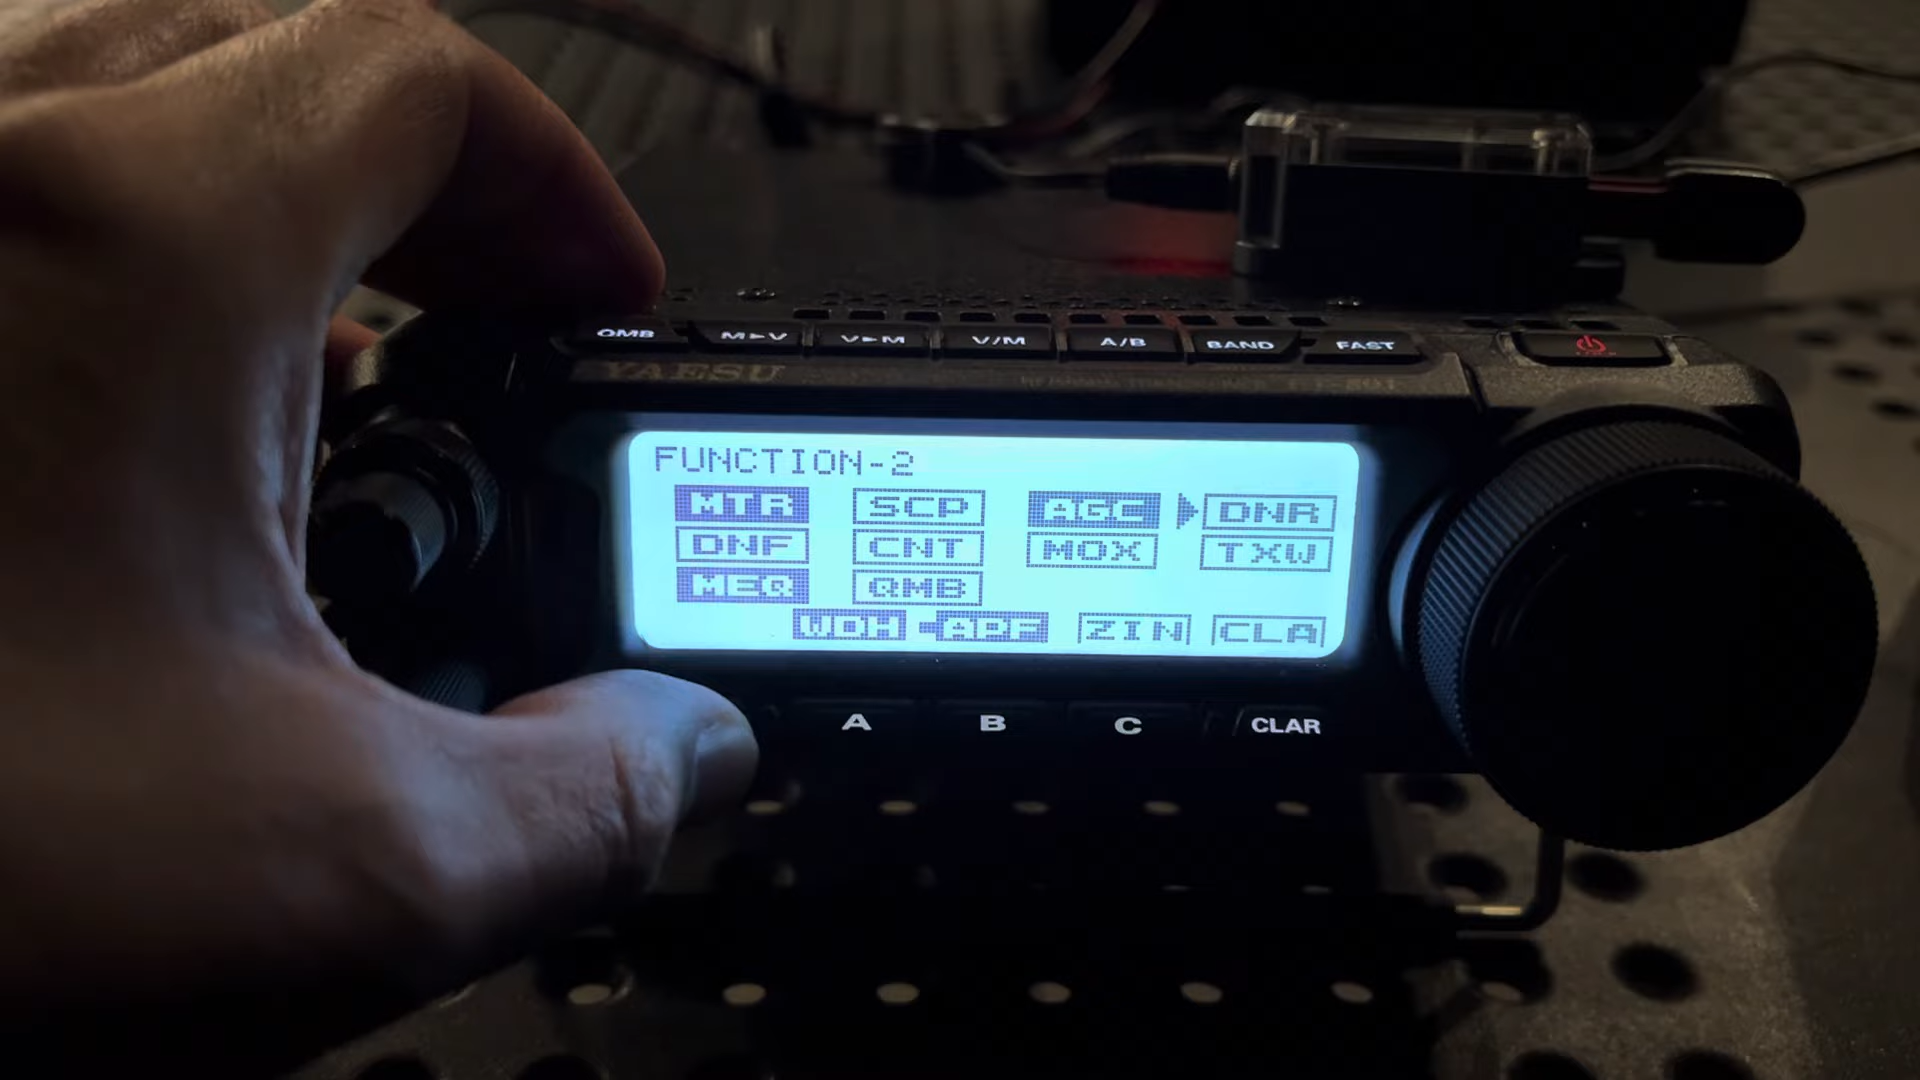 QMB M►V V►M V/M A/B BAND FAST
YAESU
FUNCTION-2
MTR SCP AGC DNR
DNF CNT MOX TXW
MEQ QMB
WDH APF ZIN CLA
A B C CLAR